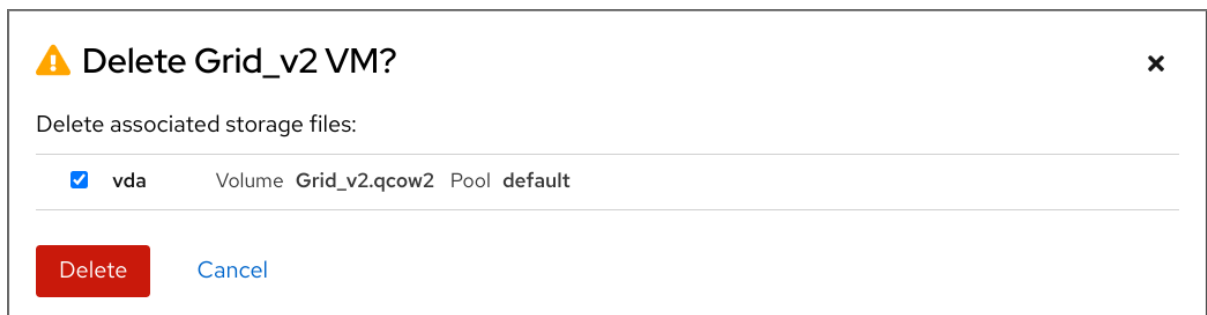 Delete Grid_v2 VM?
Delete associated storage files:
vda Volume Grid_v2.qcow2 Pool default
Delete Cancel